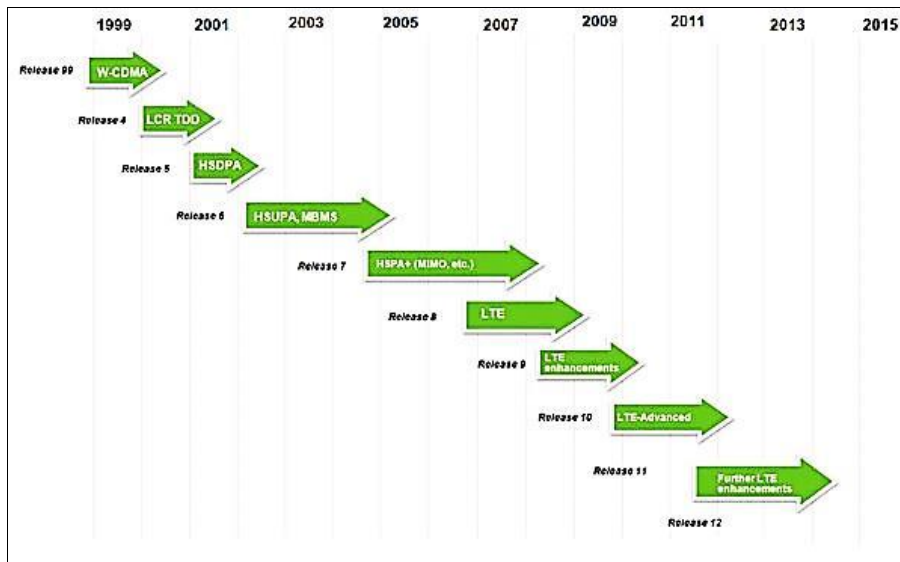 1999 2001 2003 2005 2007 2009 2011 2013 2015
Release 99 W-CDMA
Release 4 LCR TDD
Release 5 HSDPA
Release 6 HSUPA, MBMS
Release 7 HSPA+ (MIMO, etc.)
Release 8 LTE
Release 9 LTE
enhancements
Release 10 LTE-Advanced
Release 11
Further LTE
enhancements
Release 12